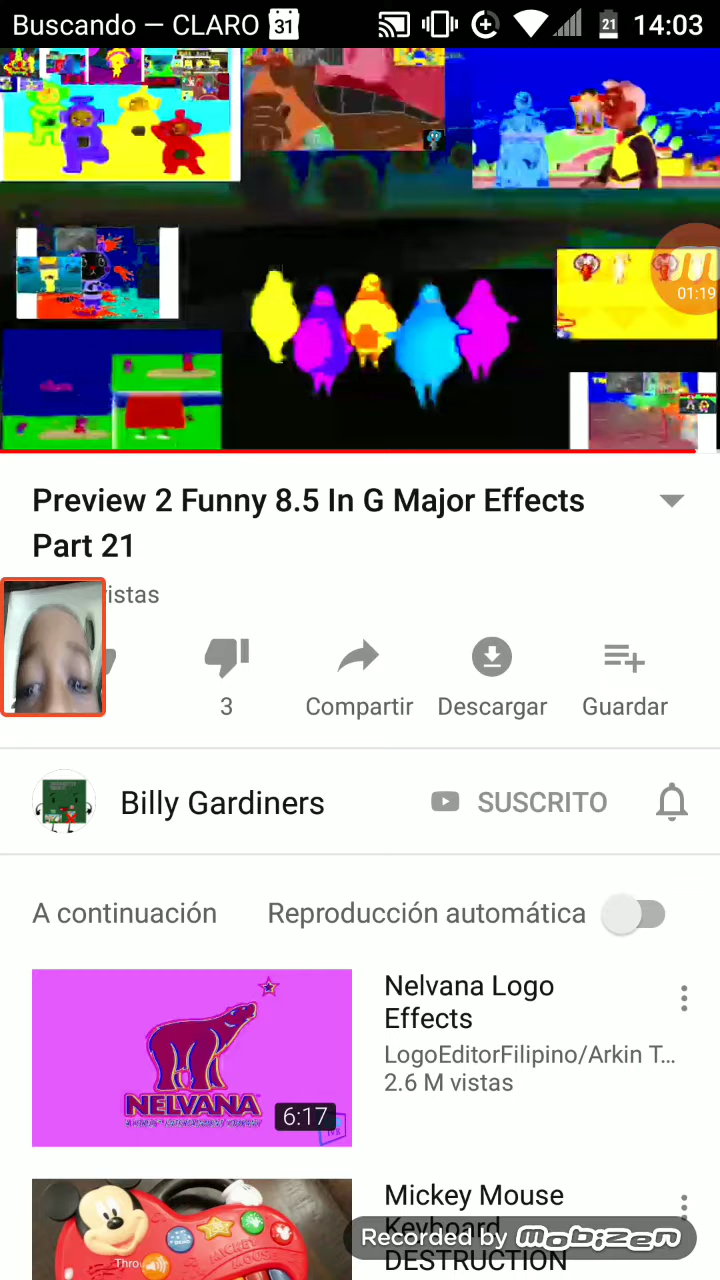 Buscando — CLARO 31 21 14:03
01:19
Preview 2 Funny 8.5 In G Major Effects
Part 21
vistas
3 Compartir Descargar Guardar
Billy Gardiners SUSCRITO
A continuación Reproducción automática
Nelvana Logo
Effects
LogoEditorFilipino/Arkin T...
2.6 M vistas
NELVANA
6:17
Mickey Mouse
Keyboard
DESTRUCTION
Thro
Recorded by mobizen